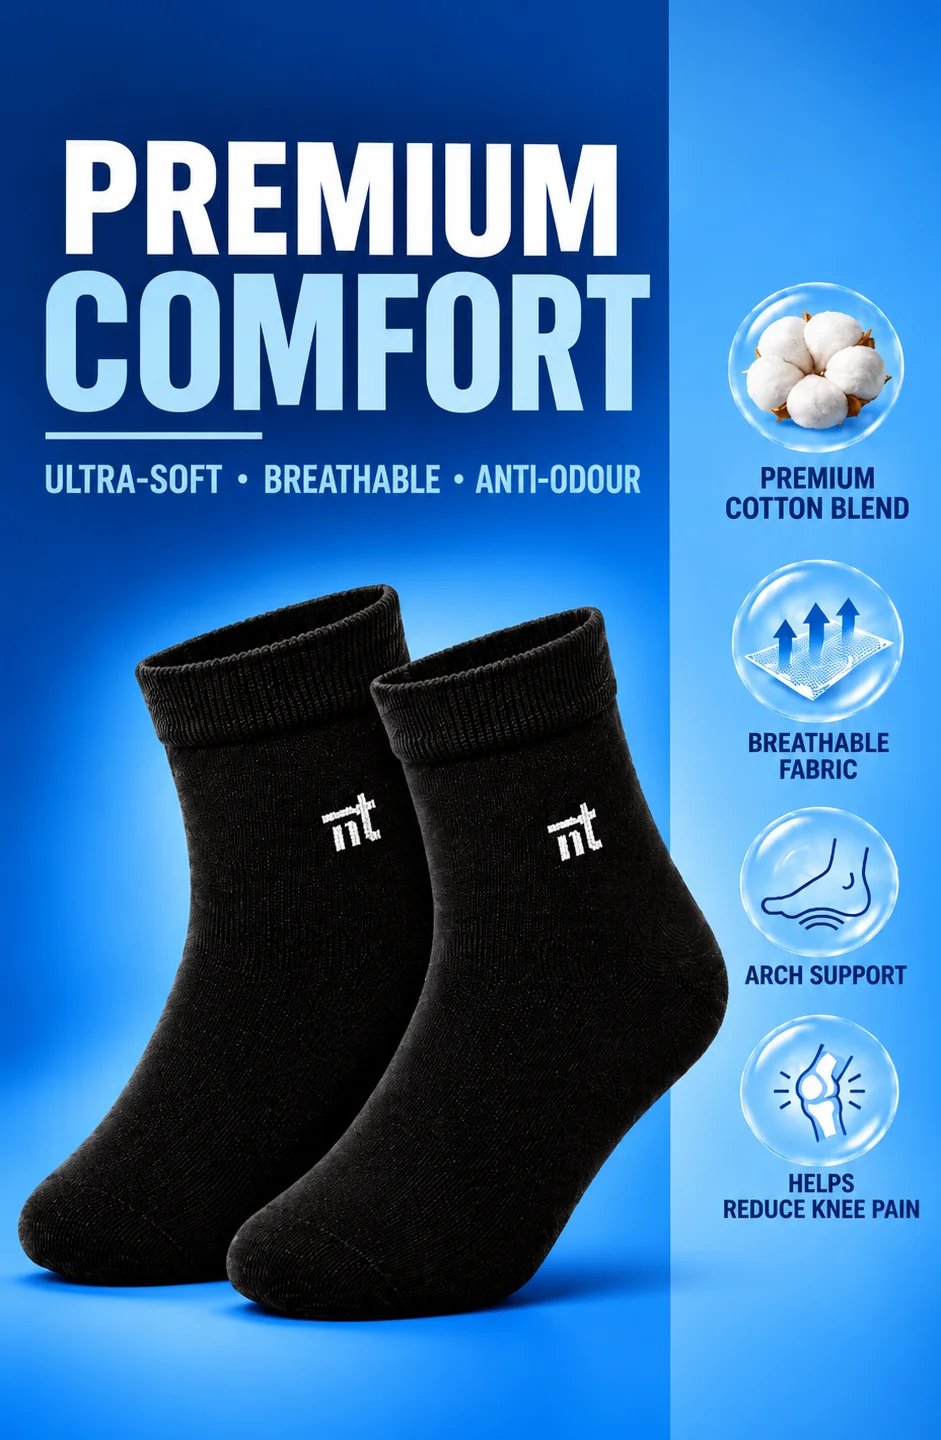 PREMIUM
COMFORT
ULTRA-SOFT • BREATHABLE • ANTI-ODOUR
PREMIUM
COTTON BLEND
BREATHABLE
FABRIC
ARCH SUPPORT
HELPS
REDUCE KNEE PAIN
nt
nt